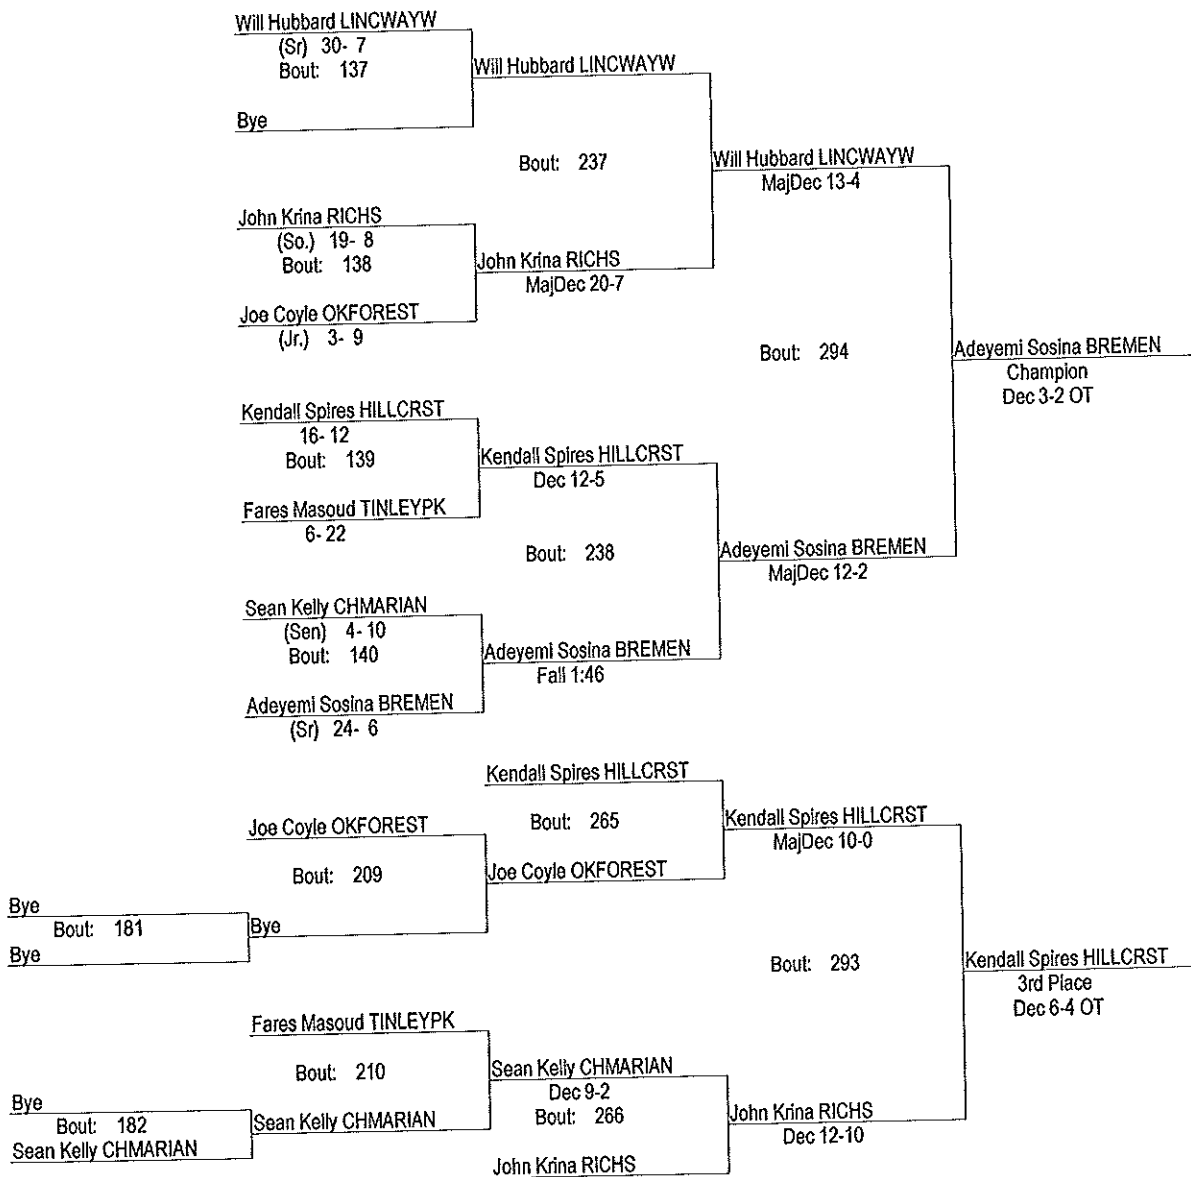 Will Hubbard LINCWAYW
(Sr) 30- 7
Bout: 137
Will Hubbard LINCWAYW
Bye
Bout: 237
Will Hubbard LINCWAYW
MajDec 13-4
John Krina RICHS
(So.) 19- 8
Bout: 138
John Krina RICHS
MajDec 20-7
Joe Coyle OKFOREST
(Jr.) 3- 9
Bout: 294
Adeyemi Sosina BREMEN
Champion
Dec 3-2 OT
Kendall Spires HILLCRST
16- 12
Bout: 139
Kendall Spires HILLCRST
Dec 12-5
Fares Masoud TINLEYPK
6- 22
Bout: 238
Adeyemi Sosina BREMEN
MajDec 12-2
Sean Kelly CHMARIAN
(Sen) 4- 10
Bout: 140
Adeyemi Sosina BREMEN
Fall 1:46
Adeyemi Sosina BREMEN
(Sr) 24- 6
Kendall Spires HILLCRST
Joe Coyle OKFOREST
Bout: 265
Kendall Spires HILLCRST
MajDec 10-0
Bout: 209
Joe Coyle OKFOREST
Bye
Bout: 181
Bye
Bye
Bout: 293
Kendall Spires HILLCRST
3rd Place
Dec 6-4 OT
Fares Masoud TINLEYPK
Bout: 210
Sean Kelly CHMARIAN
Dec 9-2
Bye
Bout: 182
Sean Kelly CHMARIAN
Bout: 266
John Krina RICHS
Dec 12-10
Sean Kelly CHMARIAN
John Krina RICHS